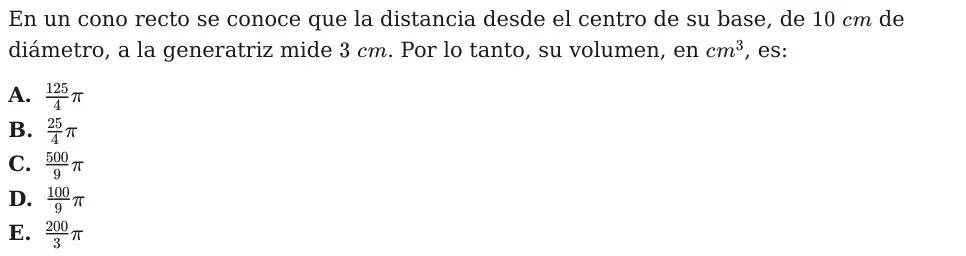 En un cono recto se conoce que la distancia desde el centro de su base, de 10 cm de
diámetro, a la generatriz mide 3 cm. Por lo tanto, su volumen, en cm³, es:
A. 125/4 π
B. 25/4 π
C. 500/9 π
D. 100/9 π
E. 200/3 π